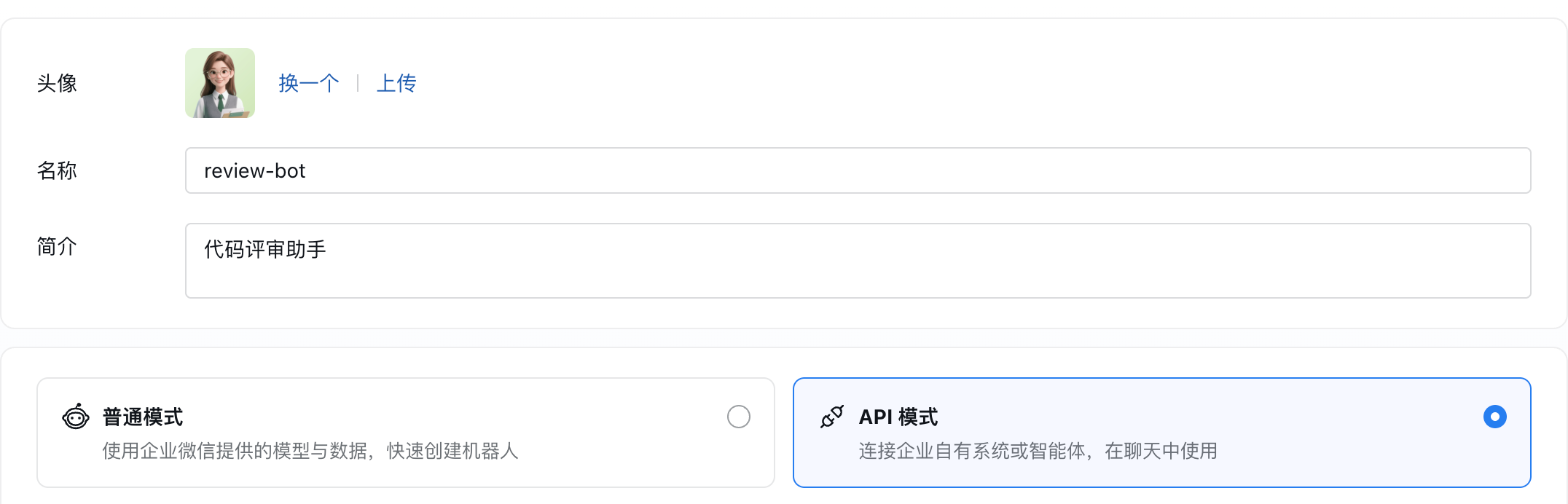 头像
换一个 | 上传
名称
review-bot
简介
代码评审助手
普通模式
使用企业微信提供的模型与数据，快速创建机器人
API 模式
连接企业自有系统或智能体，在聊天中使用